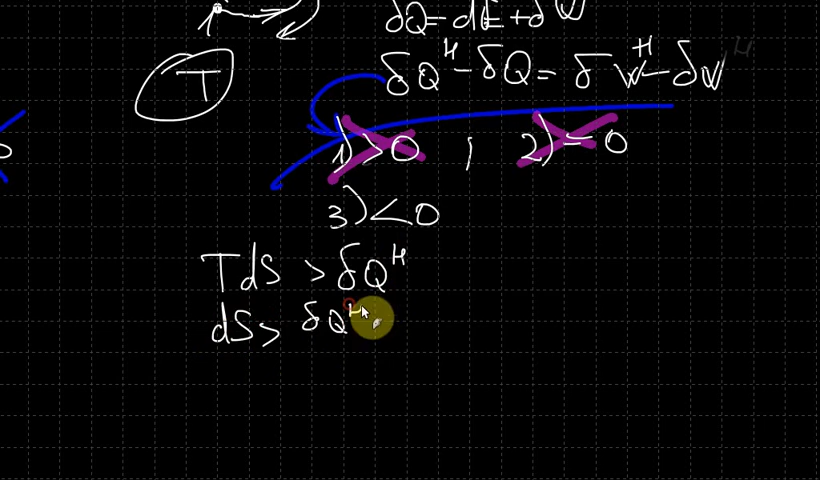 δQ=dE+δW
T
δQᴴ-δQ=δWᴴ-δW
1) >0 ; 2) =0
3) <0
TdS > δQᴴ
dS> δQᴴ